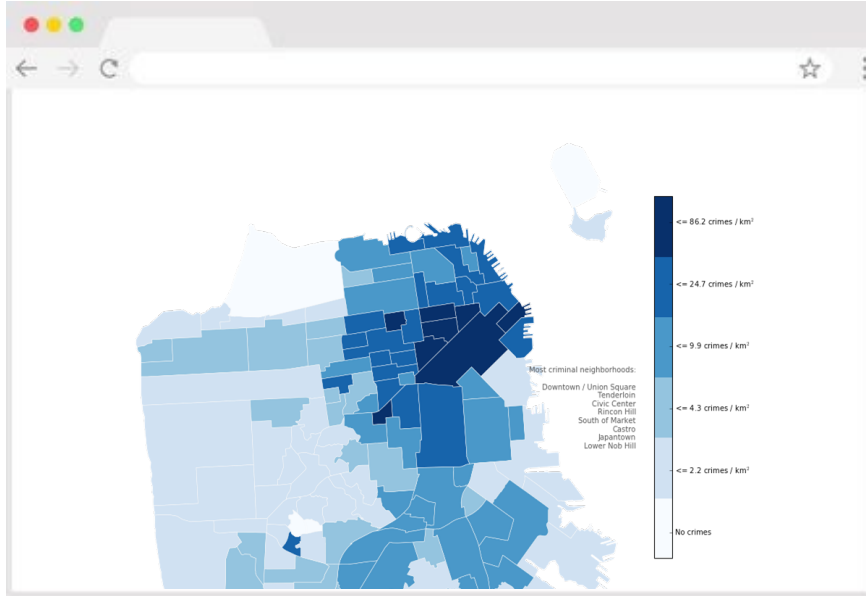 <= 86.2 crimes / km²
<= 24.7 crimes / km²
Most criminal neighborhoods:
<= 9.9 crimes / km²
Downtown / Union Square
Tenderloin
Civic Center
Rincon Hill
South of Market
Castro
Japantown
Lower Nob Hill
<= 4.3 crimes / km²
<= 2.2 crimes / km²
No crimes